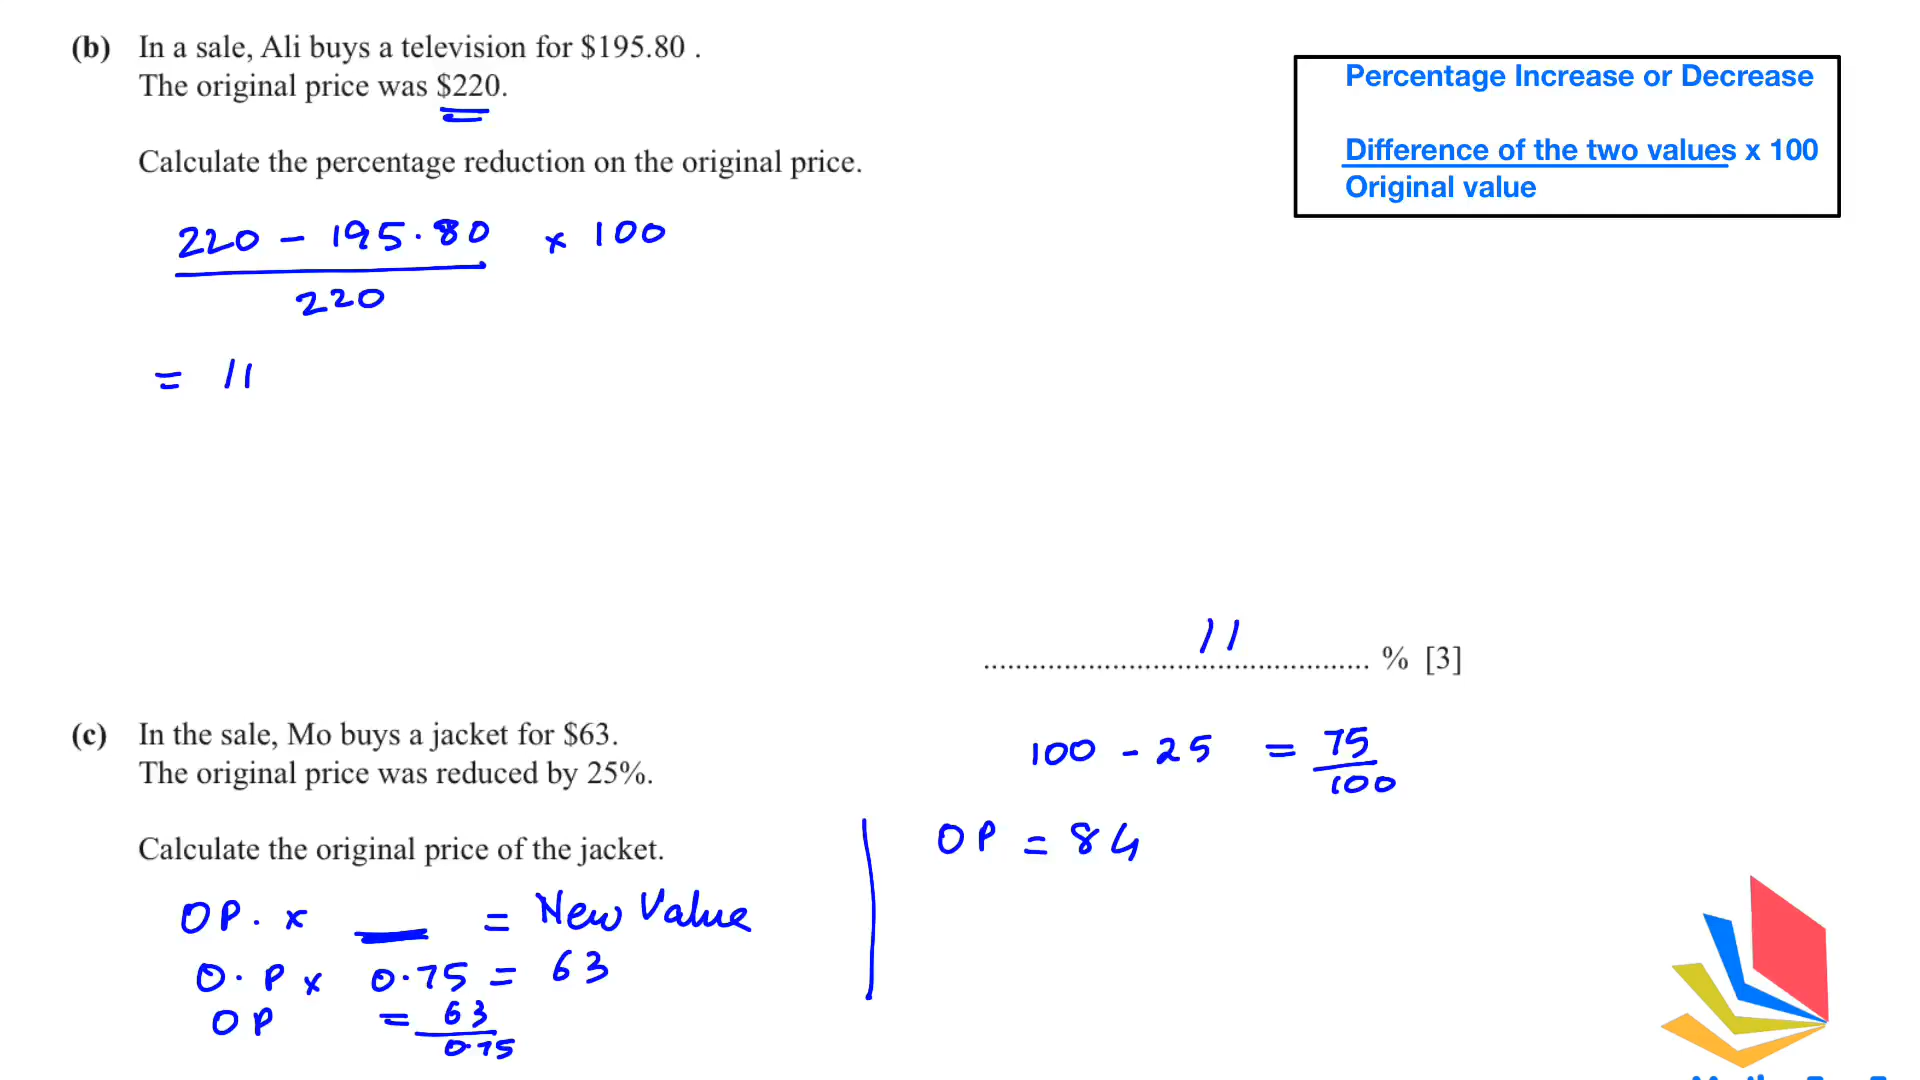 (b) In a sale, Ali buys a television for $195.80 .
The original price was $220.
Calculate the percentage reduction on the original price.
220 - 195.80 x 100
220
= 11
Percentage Increase or Decrease
Difference of the two values x 100
Original value
11
.................................................. % [3]
(c) In the sale, Mo buys a jacket for $63.
The original price was reduced by 25%.
Calculate the original price of the jacket.
OP. x __ = New Value
O.P x 0.75 = 63
OP = 63
0.75
100 - 25 = 75
100
OP = 84